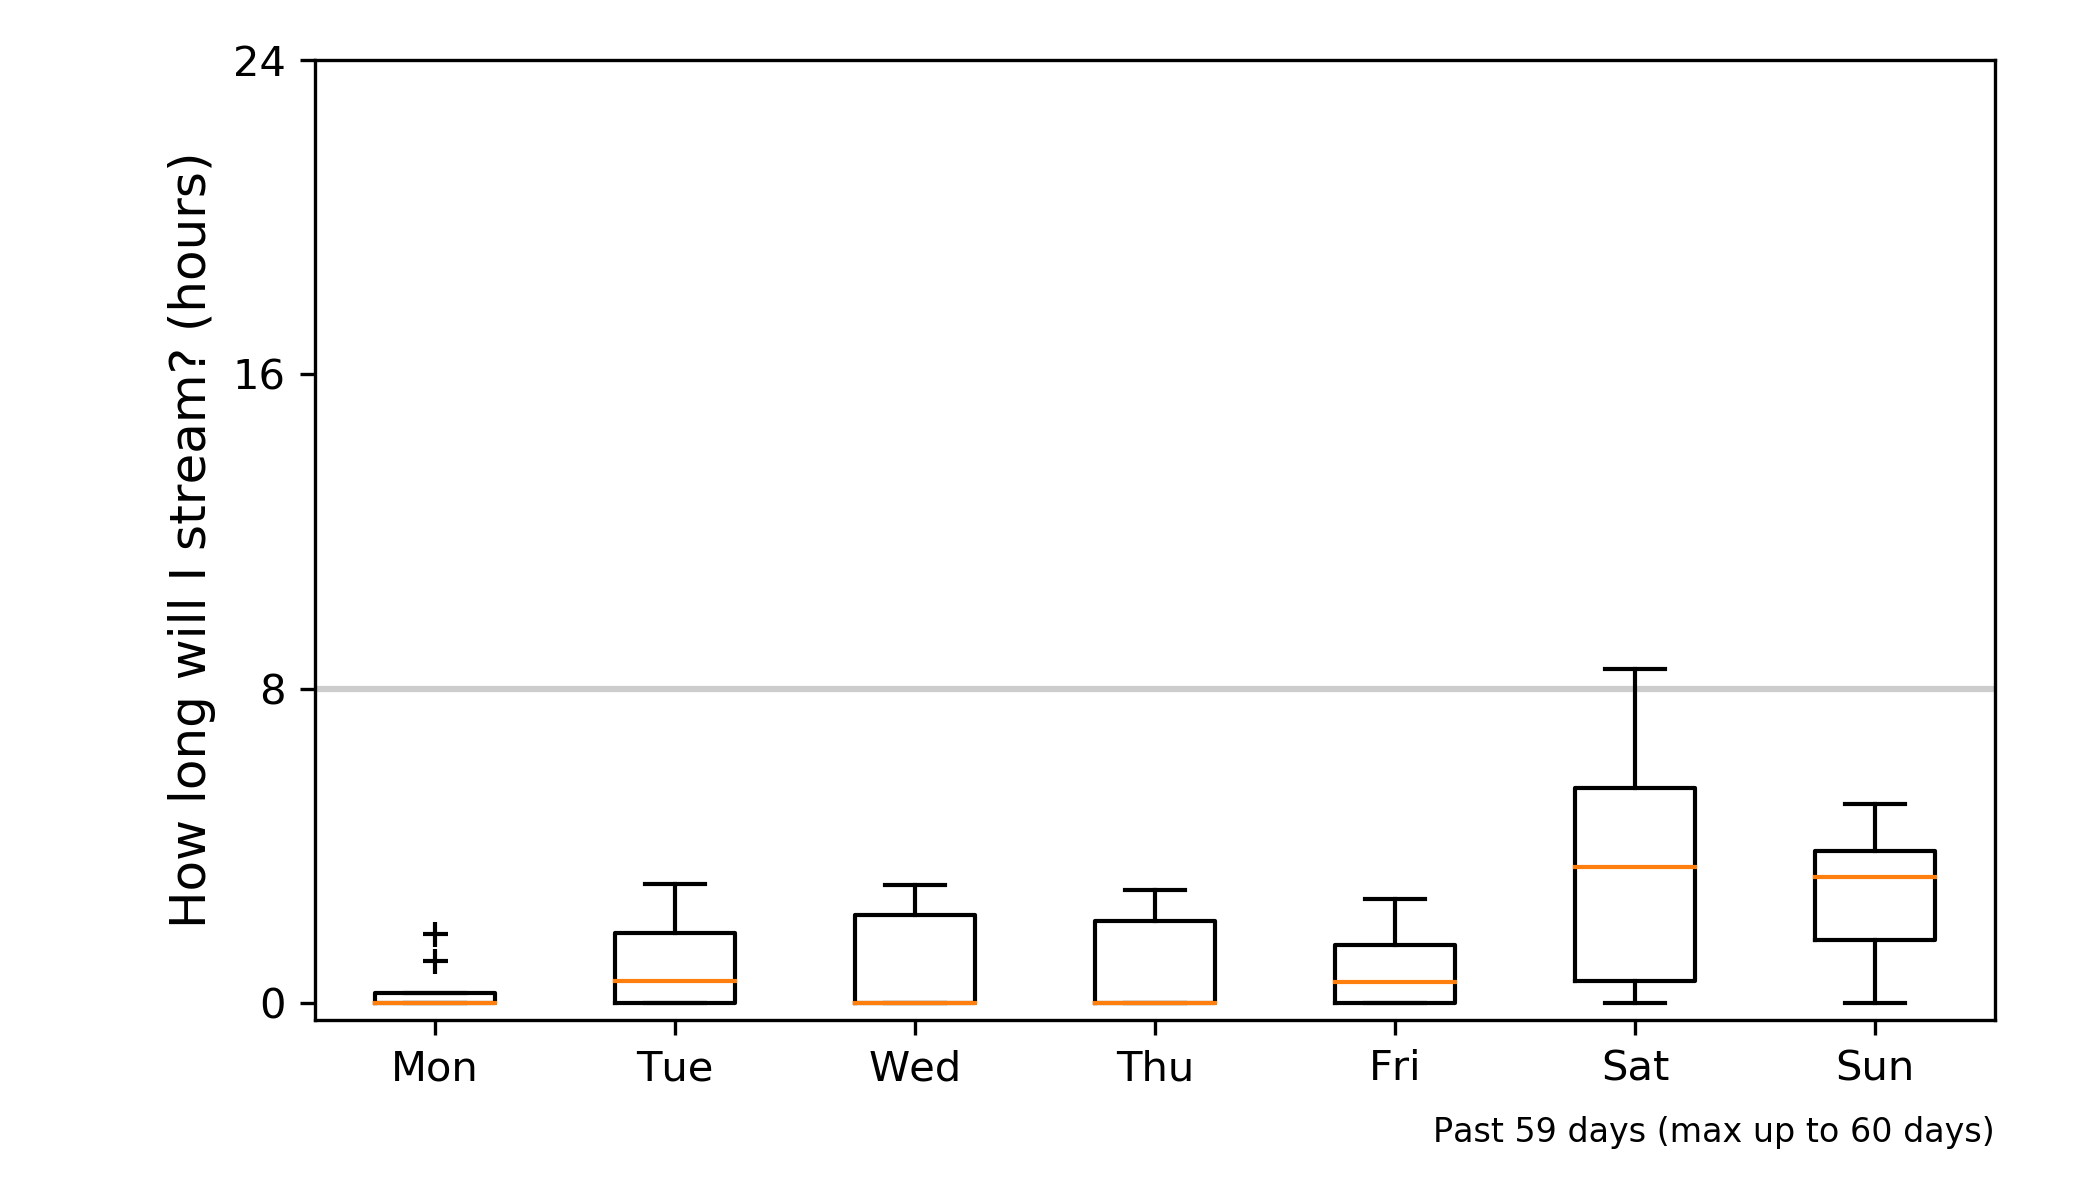 How long will I stream? (hours)
24
16
8
0
Mon Tue Wed Thu Fri Sat Sun
Past 59 days (max up to 60 days)